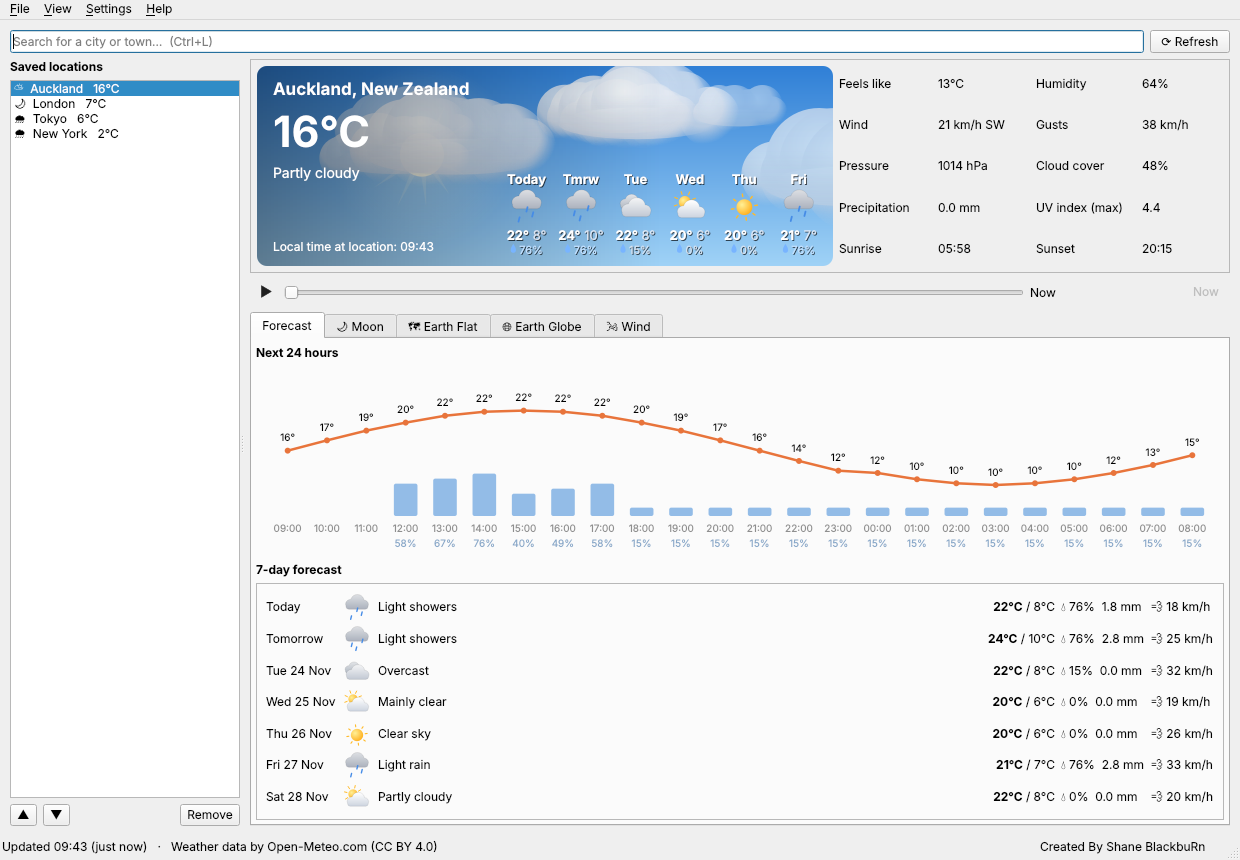 File View Settings Help
Search for a city or town... (Ctrl+L)
⟳ Refresh
Saved locations
Auckland 16°C
London 7°C
Tokyo 6°C
New York 2°C
▲ ▼ Remove
Auckland, New Zealand
16°C
Partly cloudy
Local time at location: 09:43
Today Tmrw Tue Wed Thu Fri
22° 8° 24° 10° 22° 8° 20° 6° 20° 6° 21° 7°
76% 76% 15% 0% 0% 76%
Feels like 13°C Humidity 64%
Wind 21 km/h SW Gusts 38 km/h
Pressure 1014 hPa Cloud cover 48%
Precipitation 0.0 mm UV index (max) 4.4
Sunrise 05:58 Sunset 20:15
▶ Now Now
Forecast Moon Earth Flat Earth Globe Wind
Next 24 hours
16° 17° 19° 20° 22° 22° 22° 22° 22° 20° 19° 17° 16° 14° 12° 12° 10° 10° 10° 10° 10° 12° 13° 15°
09:00 10:00 11:00 12:00 13:00 14:00 15:00 16:00 17:00 18:00 19:00 20:00 21:00 22:00 23:00 00:00 01:00 02:00 03:00 04:00 05:00 06:00 07:00 08:00
58% 67% 76% 40% 49% 58% 15% 15% 15% 15% 15% 15% 15% 15% 15% 15% 15% 15% 15% 15% 15%
7-day forecast
Today Light showers 22°C / 8°C 76% 1.8 mm 18 km/h
Tomorrow Light showers 24°C / 10°C 76% 2.8 mm 25 km/h
Tue 24 Nov Overcast 22°C / 8°C 15% 0.0 mm 32 km/h
Wed 25 Nov Mainly clear 20°C / 6°C 0% 0.0 mm 19 km/h
Thu 26 Nov Clear sky 20°C / 6°C 0% 0.0 mm 26 km/h
Fri 27 Nov Light rain 21°C / 7°C 76% 2.8 mm 33 km/h
Sat 28 Nov Partly cloudy 22°C / 8°C 0% 0.0 mm 20 km/h
Updated 09:43 (just now) · Weather data by Open-Meteo.com (CC BY 4.0)
Created By Shane BlackbuRn